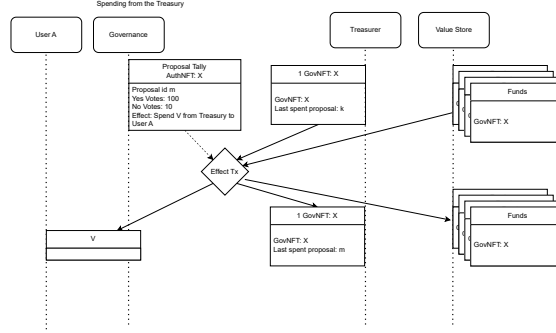 Spending from the Treasury
User A
Governance
Treasurer
Value Store
Proposal Tally
AuthNFT: X
Proposal id m
Yes Votes: 100
No Votes: 10
Effect: Spend V from Treasury to
User A
1 GovNFT: X
GovNFT: X
Last spent proposal: k
Funds
GovNFT: X
Effect Tx
V
1 GovNFT: X
GovNFT: X
Last spent proposal: m
Funds
GovNFT: X